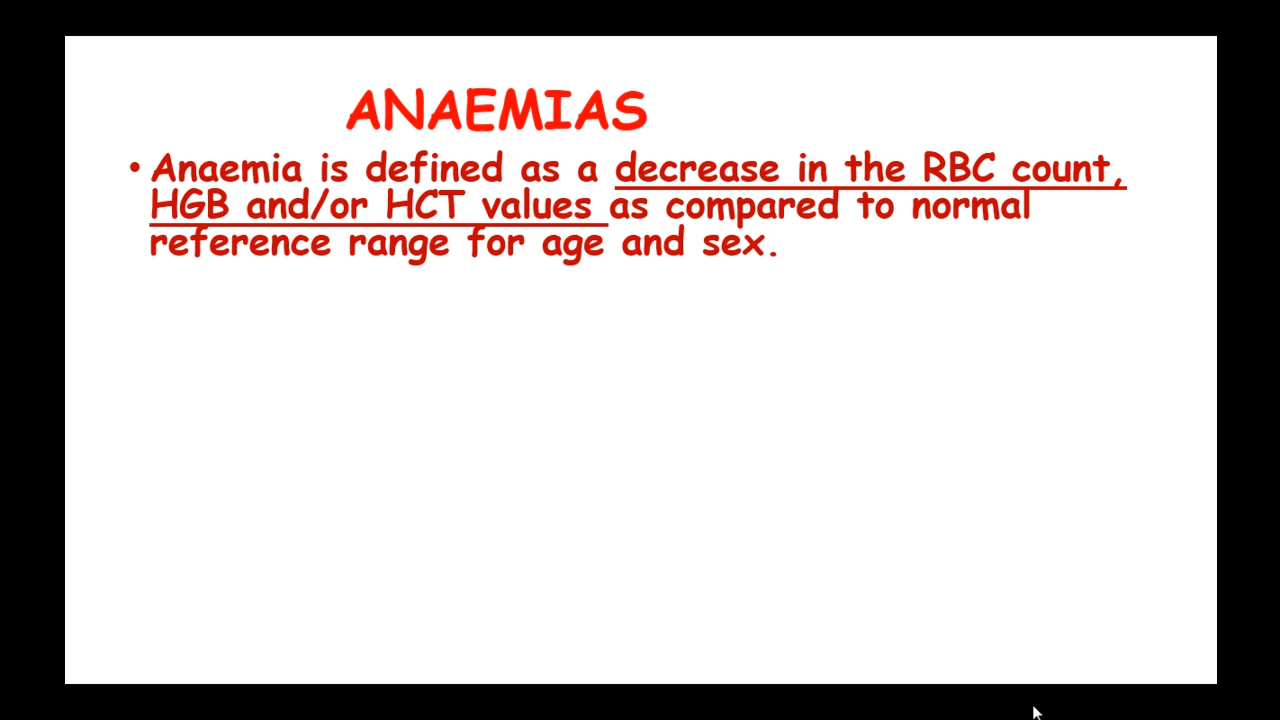 ANAEMIAS
• Anaemia is defined as a decrease in the RBC count,
HGB and/or HCT values as compared to normal
reference range for age and sex.